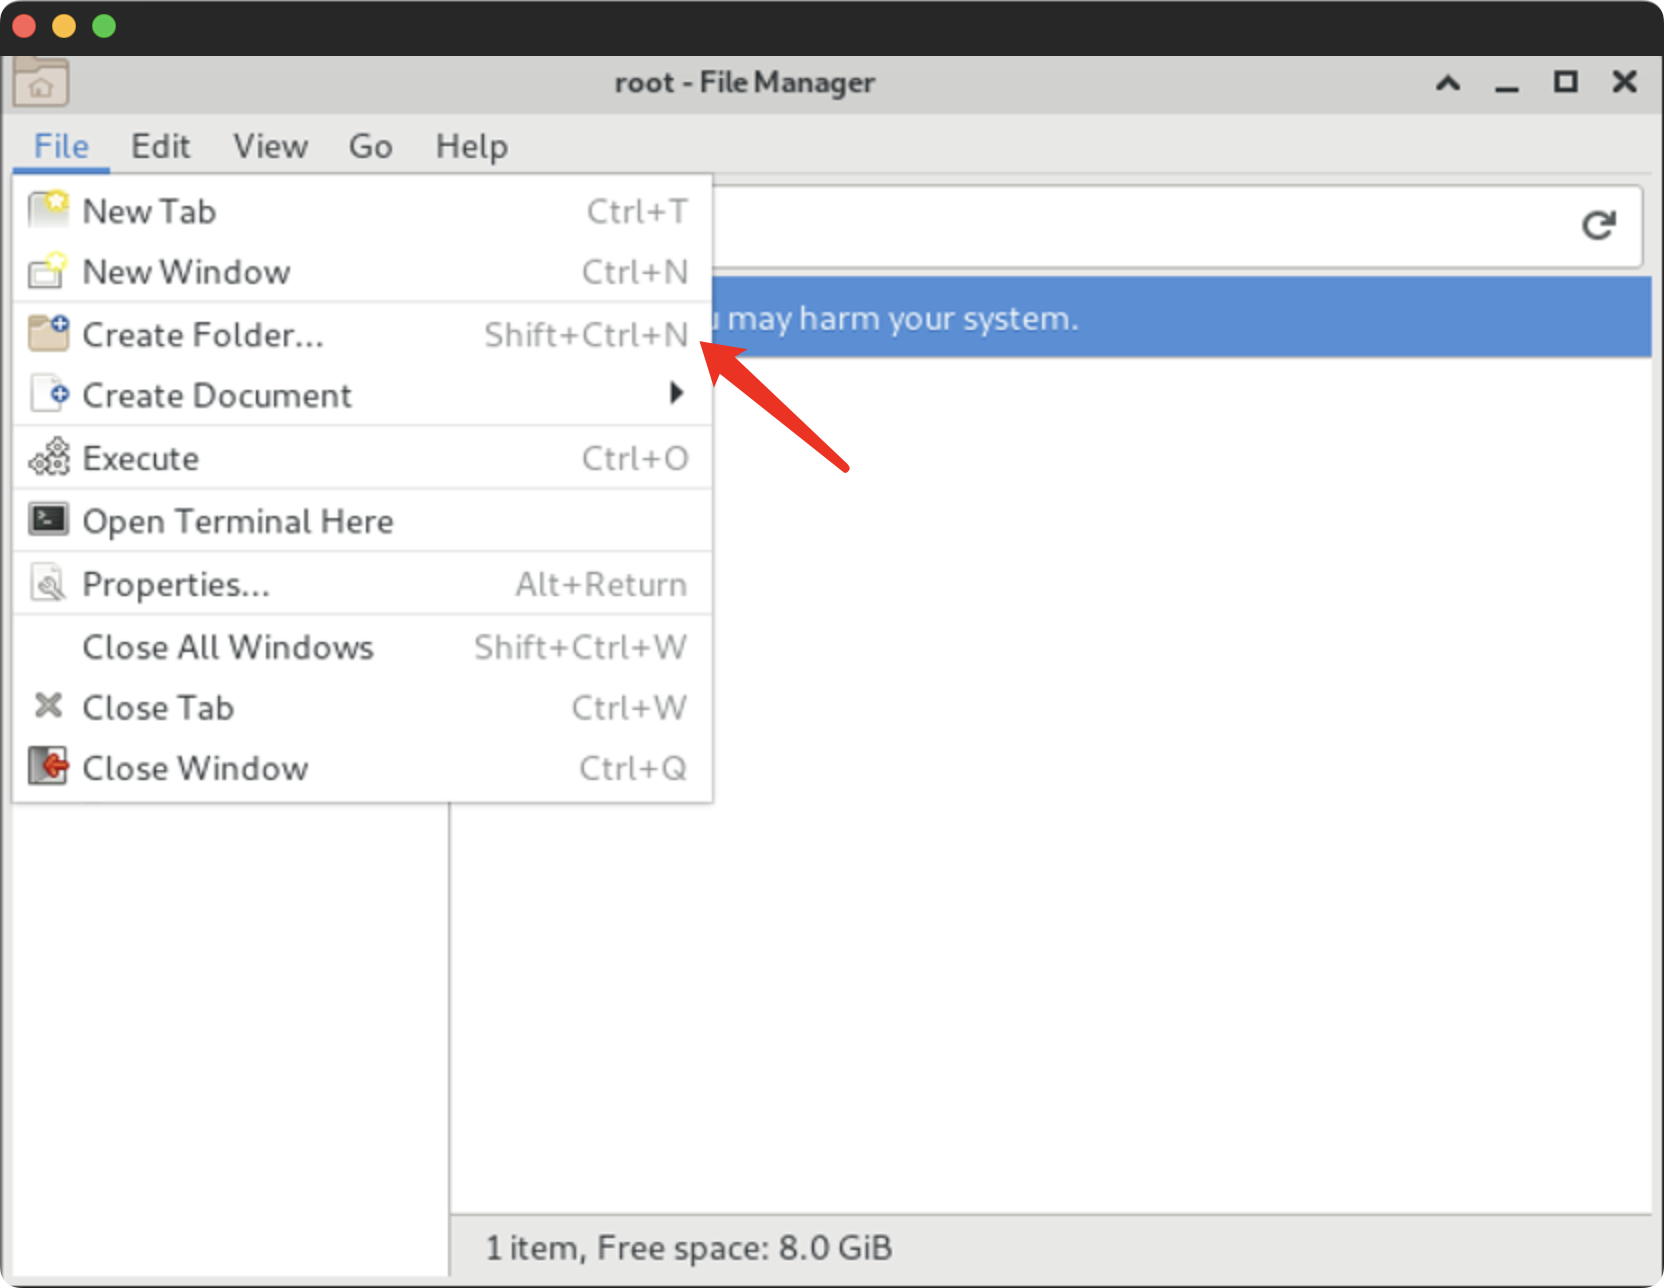 root - File Manager
File Edit View Go Help
New Tab Ctrl+T
New Window Ctrl+N
may harm your system.
Create Folder... Shift+Ctrl+N
Create Document
Execute Ctrl+O
Open Terminal Here
Properties... Alt+Return
Close All Windows Shift+Ctrl+W
Close Tab Ctrl+W
Close Window Ctrl+Q
1 item, Free space: 8.0 GiB